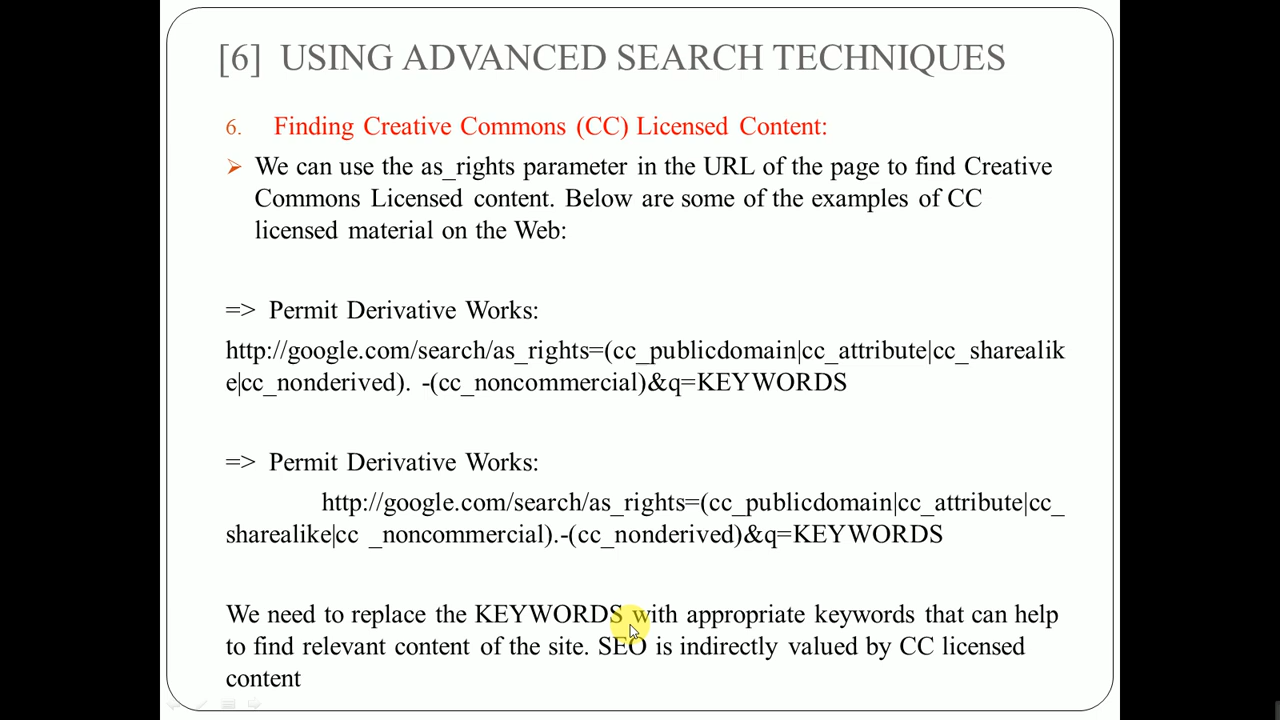 [6] USING ADVANCED SEARCH TECHNIQUES
6. Finding Creative Commons (CC) Licensed Content:
We can use the as_rights parameter in the URL of the page to find Creative
Commons Licensed content. Below are some of the examples of CC
licensed material on the Web:
=> Permit Derivative Works:
http://google.com/search/as_rights=(cc_publicdomain|cc_attribute|cc_sharealik
e|cc_nonderived). -(cc_noncommercial)&q=KEYWORDS
=> Permit Derivative Works:
http://google.com/search/as_rights=(cc_publicdomain|cc_attribute|cc_
sharealike|cc _noncommercial).-(cc_nonderived)&q=KEYWORDS
We need to replace the KEYWORDS with appropriate keywords that can help
to find relevant content of the site. SEO is indirectly valued by CC licensed
content